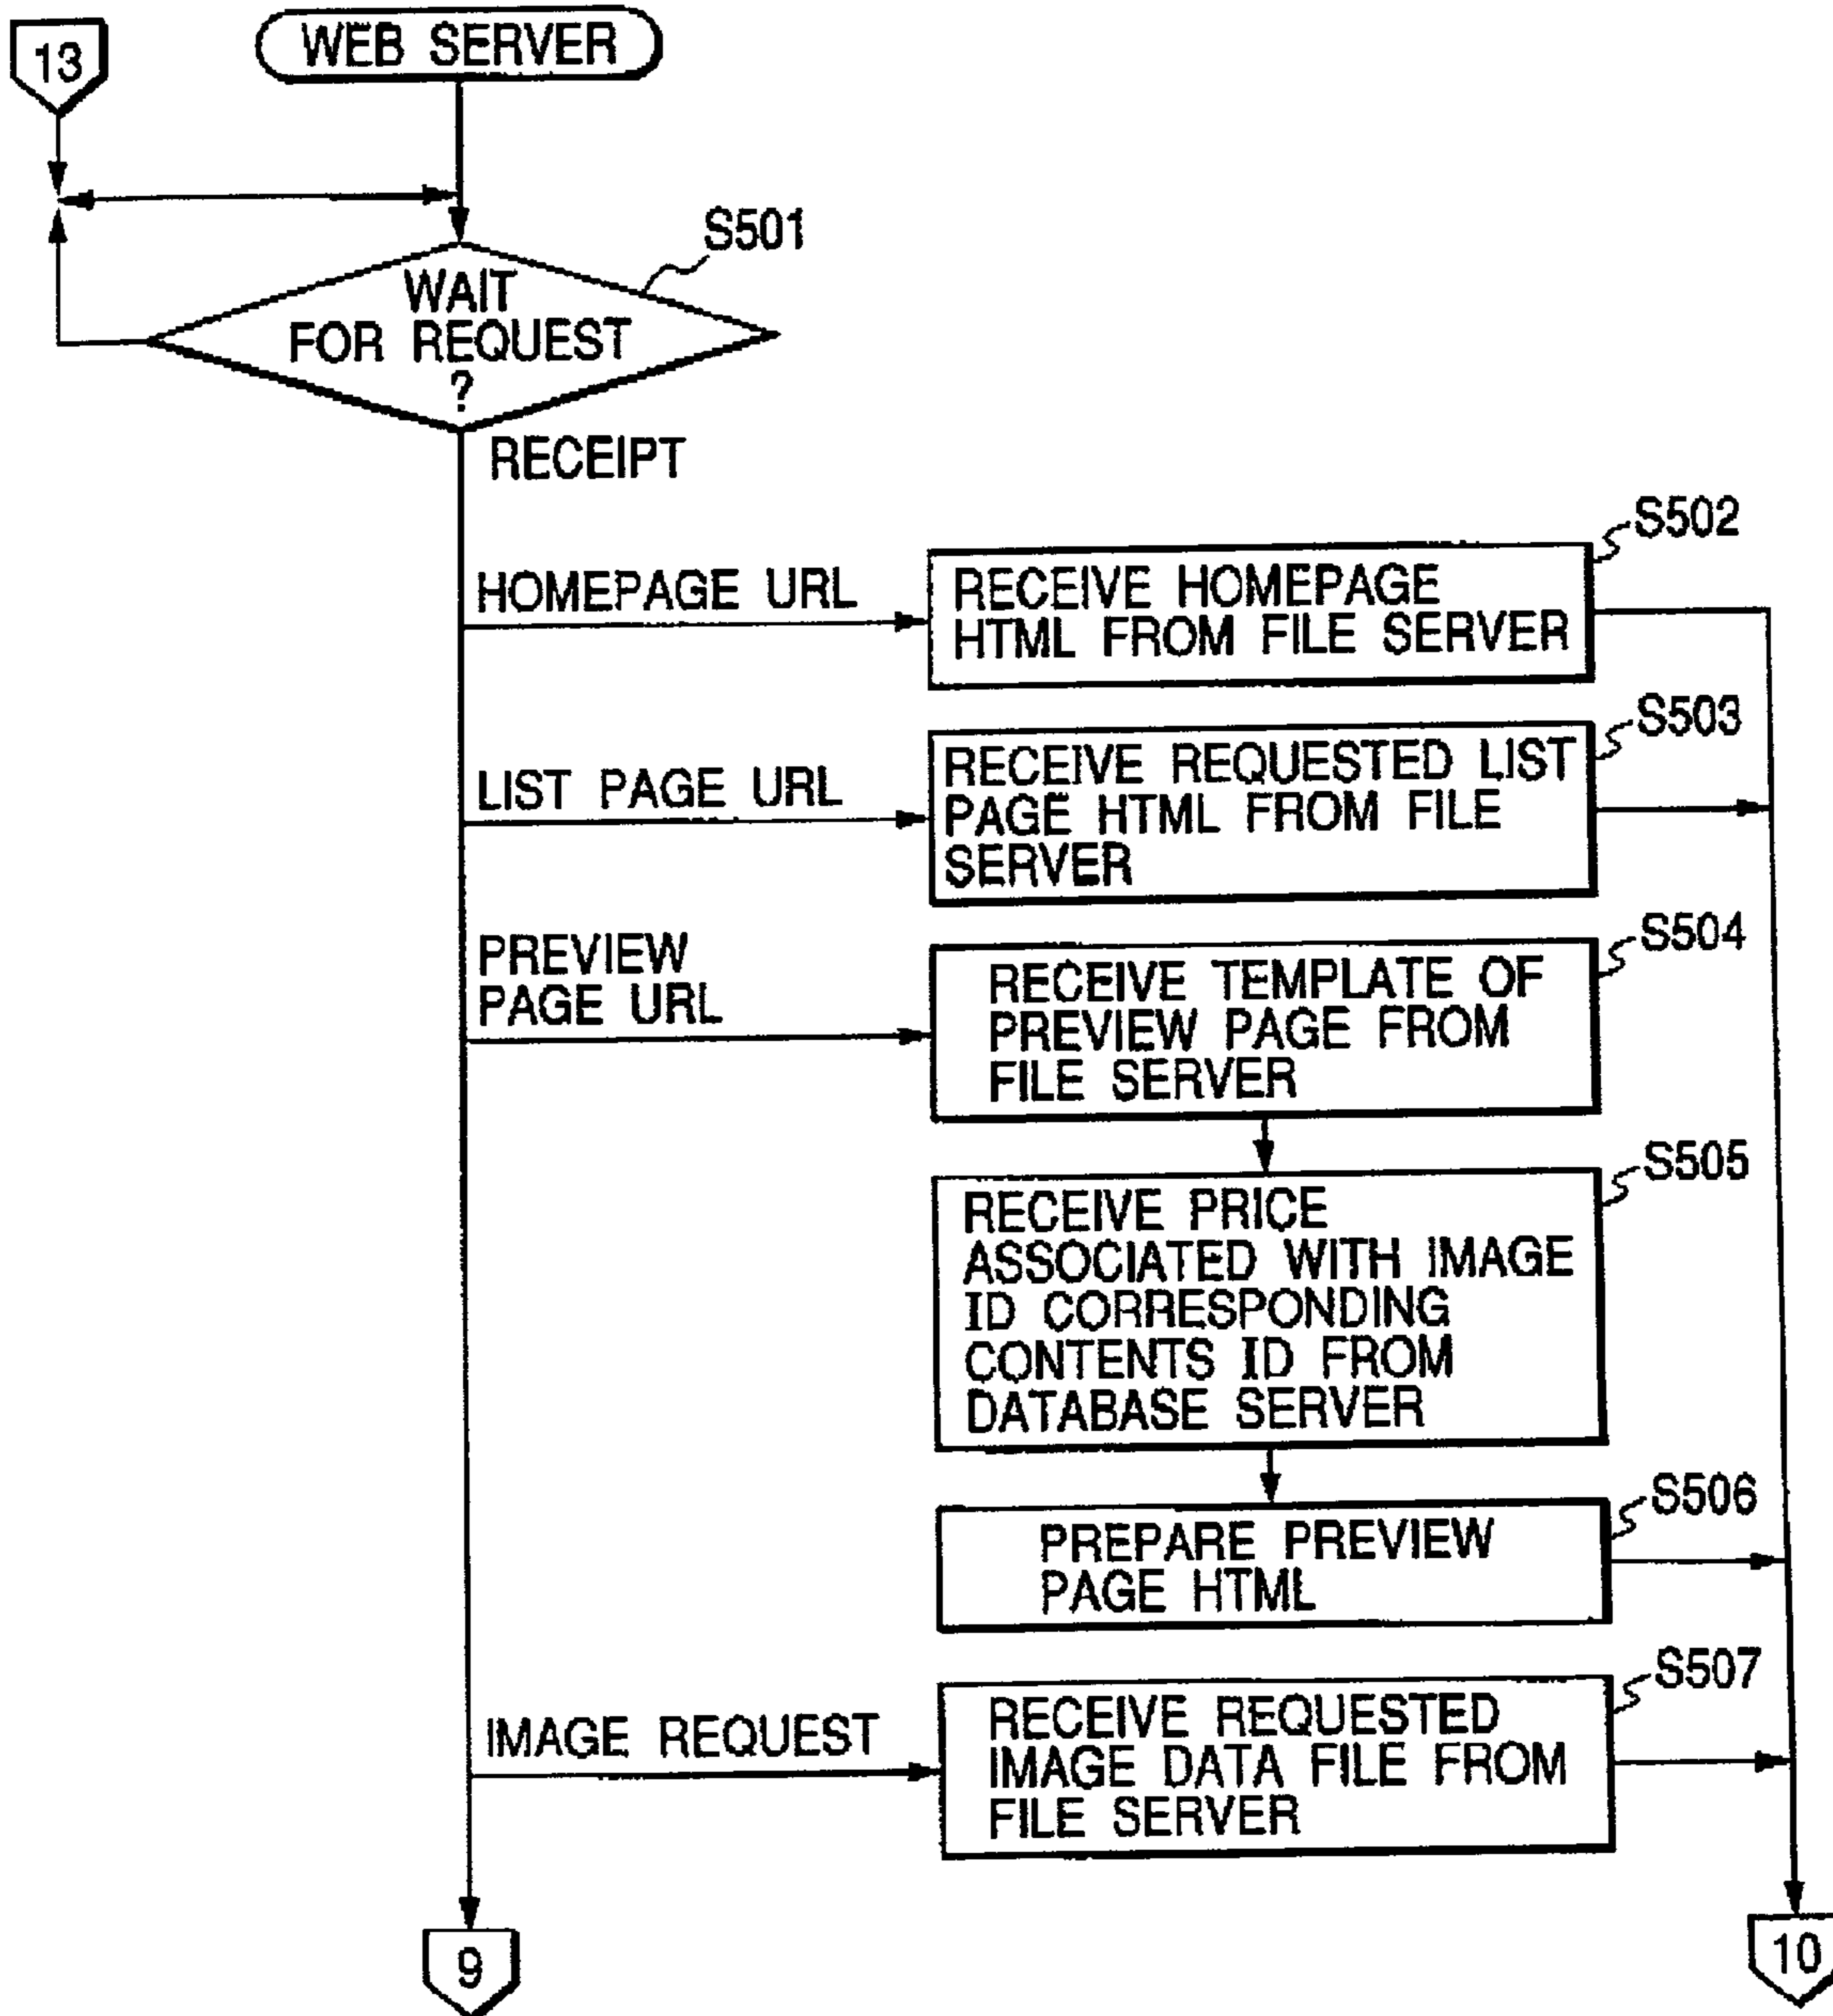 13
WEB SERVER
S501
WAIT
FOR REQUEST
?
RECEIPT
S502
HOMEPAGE URL
RECEIVE HOMEPAGE
HTML FROM FILE SERVER
S503
LIST PAGE URL
RECEIVE REQUESTED LIST
PAGE HTML FROM FILE
SERVER
S504
PREVIEW
PAGE URL
RECEIVE TEMPLATE OF
PREVIEW PAGE FROM
FILE SERVER
S505
RECEIVE PRICE
ASSOCIATED WITH IMAGE
ID CORRESPONDING
CONTENTS ID FROM
DATABASE SERVER
S506
PREPARE PREVIEW
PAGE HTML
S507
IMAGE REQUEST
RECEIVE REQUESTED
IMAGE DATA FILE FROM
FILE SERVER
9
10